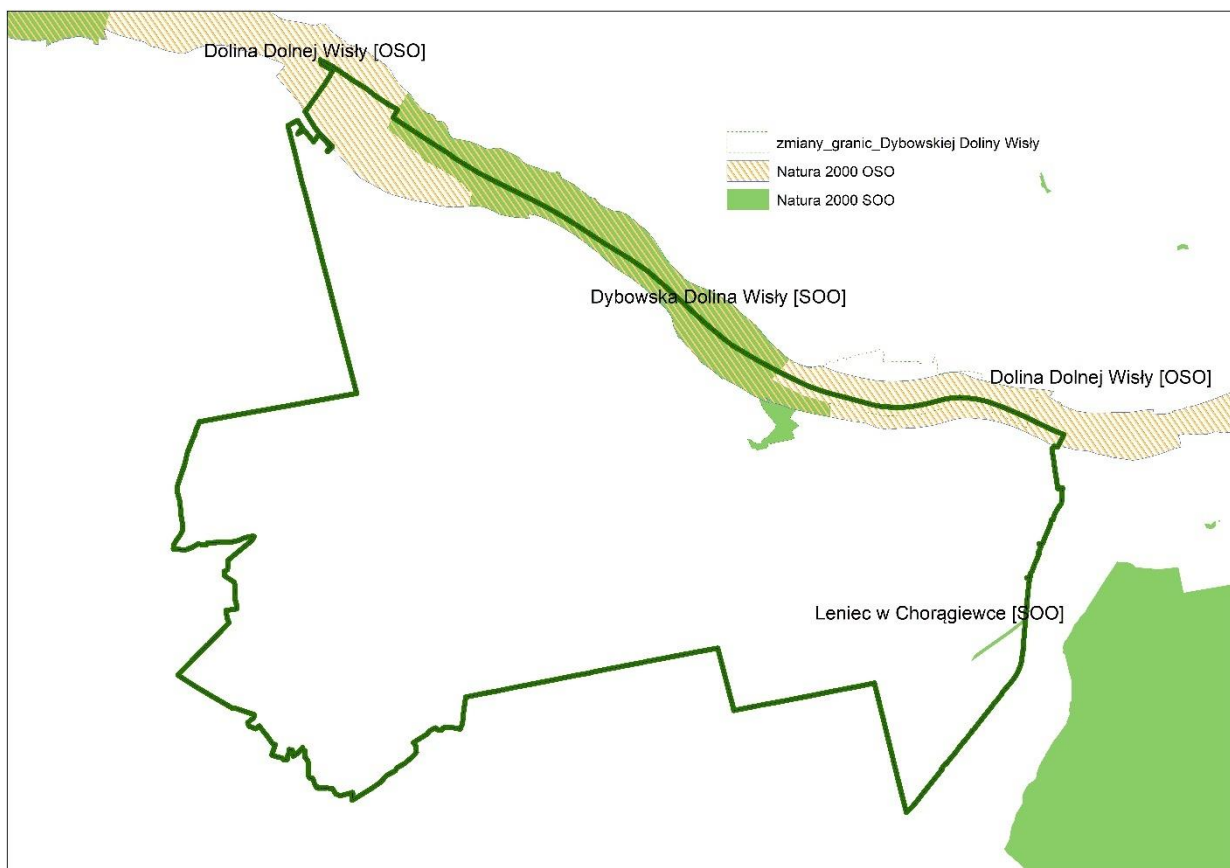 Dolina Dolnej Wisły [OSO]
zmiany_granic_Dybowskiej Doliny Wisły
Natura 2000 OSO
Natura 2000 SOO
Dybowska Dolina Wisły [SOO]
Dolina Dolnej Wisły [OSO]
Leniec w Chorągiewce [SOO]